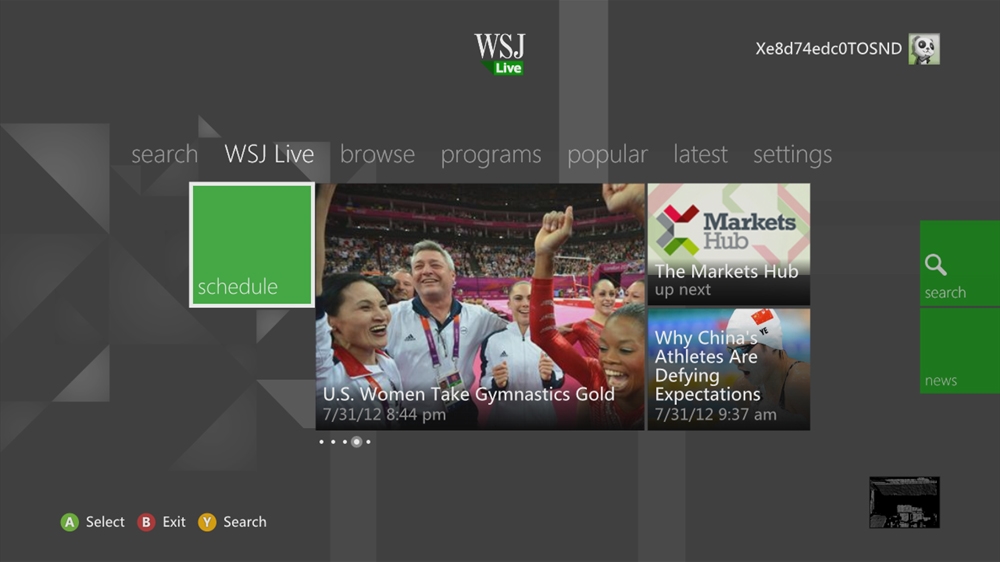 WSJ
Live
Xe8d74edc0TOSND
search WSJ Live browse programs popular latest settings
schedule
U.S. Women Take Gymnastics Gold
7/31/12 8:44 pm
Markets
Hub
The Markets Hub
up next
YE
Why China's
Athletes Are
Defying
Expectations
7/31/12 9:37 am
search
news
A Select B Exit Y Search